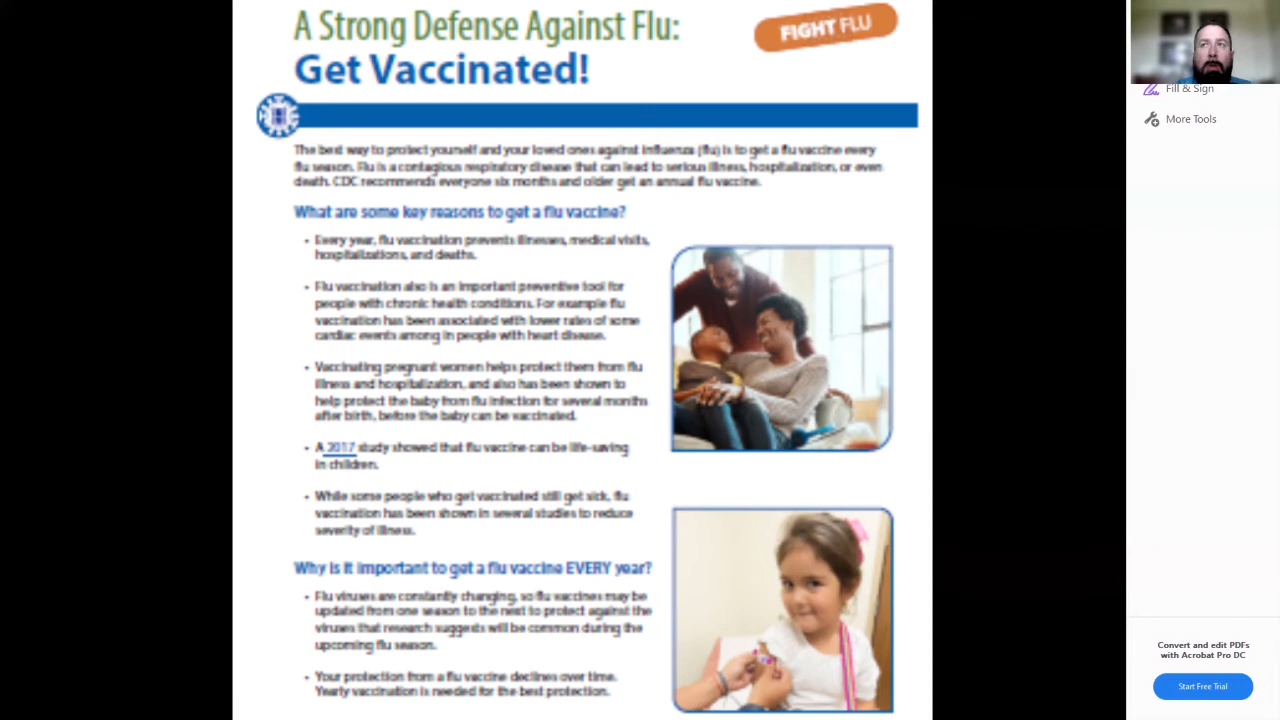 A Strong Defense Against Flu:
Get Vaccinated!
FIGHT FLU
The best way to protect yourself and your loved ones against influenza (flu) is to get a flu vaccine every
flu season. Flu is a contagious respiratory disease that can lead to serious illness, hospitalization, or even
death. CDC recommends everyone six months and older get an annual flu vaccine.
What are some key reasons to get a flu vaccine?
• Every year, flu vaccination prevents illnesses, medical visits,
hospitalizations, and deaths.
• Flu vaccination also is an important preventive tool for
people with chronic health conditions. For example flu
vaccination has been associated with lower rates of some
cardiac events among in people with heart disease.
• Vaccinating pregnant women helps protect them from flu
illness and hospitalization, and also has been shown to
help protect the baby from flu infection for several months
after birth, before the baby can be vaccinated.
• A 2017 study showed that flu vaccine can be life-saving
in children.
• While some people who get vaccinated still get sick, flu
vaccination has been shown in several studies to reduce
severity of illness.
Why is it important to get a flu vaccine EVERY year?
• Flu viruses are constantly changing, so flu vaccines may be
updated from one season to the next to protect against the
viruses that research suggests will be common during the
upcoming flu season.
• Your protection from a flu vaccine declines over time.
Yearly vaccination is needed for the best protection.
Fill & Sign
More Tools
Convert and edit PDFs
with Acrobat Pro DC
Start Free Trial